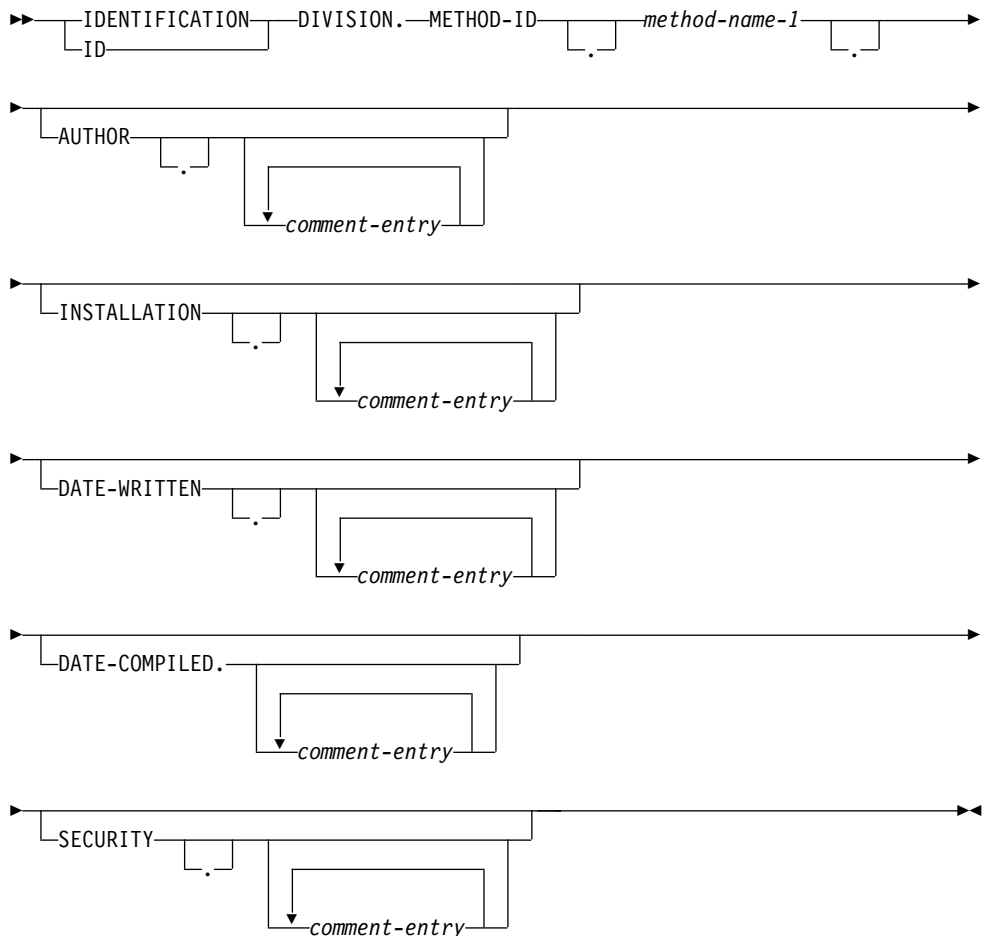 IDENTIFICATION DIVISION. METHOD-ID . method-name-1 .
ID
AUTHOR .
comment-entry
INSTALLATION .
comment-entry
DATE-WRITTEN .
comment-entry
DATE-COMPILED.
comment-entry
SECURITY .
comment-entry